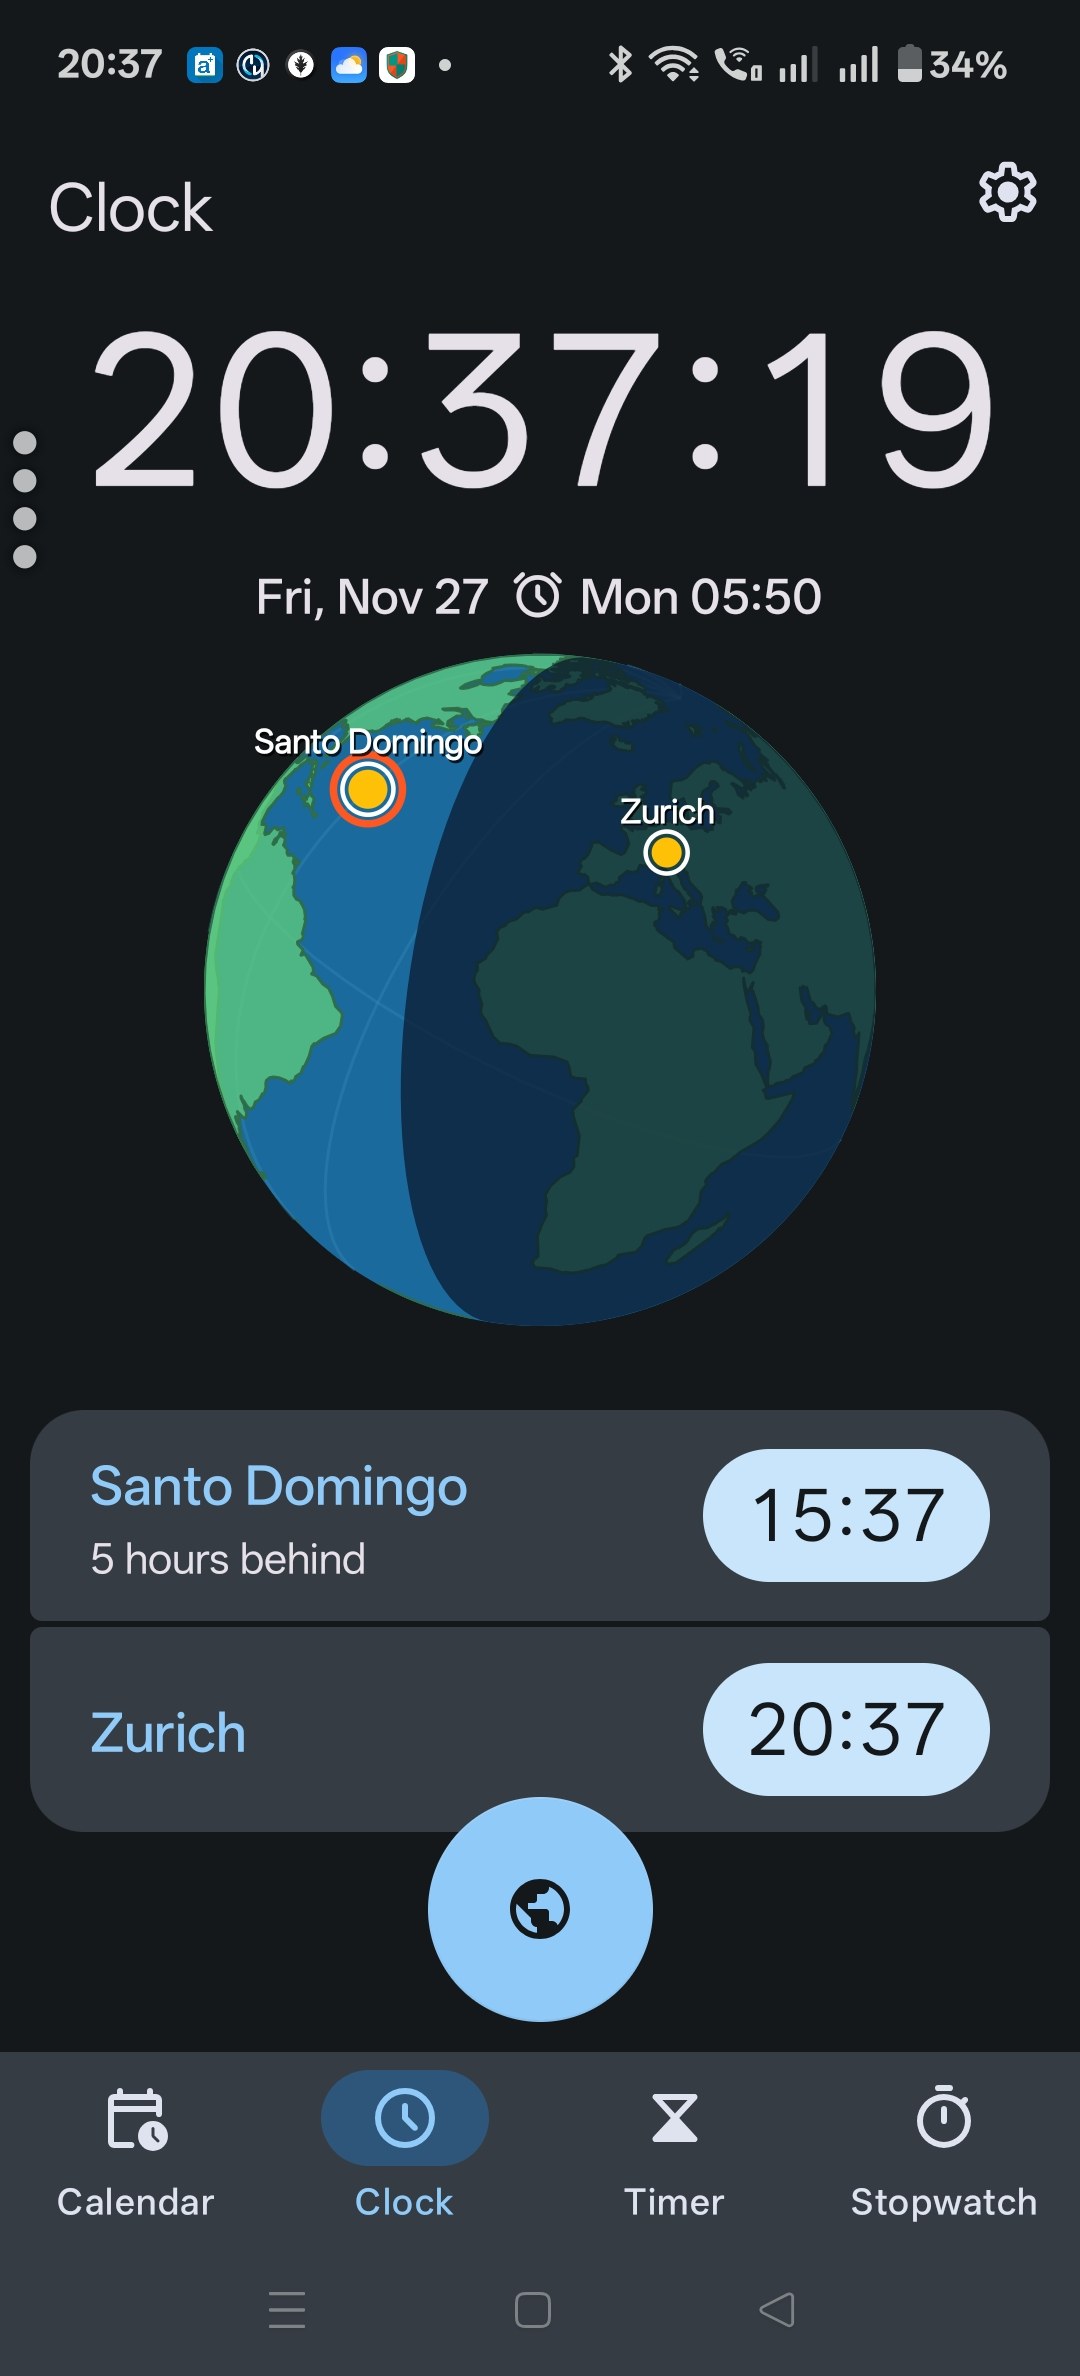 20:37
34%
Clock
20:37:19
Fri, Nov 27 Mon 05:50
Santo Domingo
Zurich
Santo Domingo
15:37
5 hours behind
Zurich
20:37
Calendar
Clock
Timer
Stopwatch